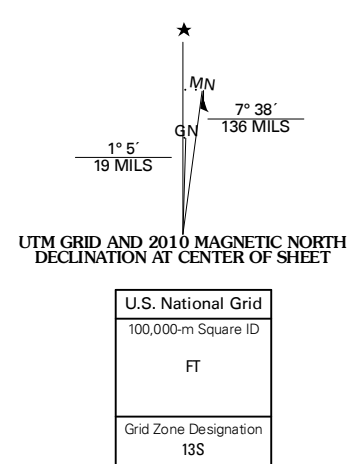 ★
MN
7° 38´
136 MILS
GN
1° 5´
19 MILS
UTM GRID AND 2010 MAGNETIC NORTH
DECLINATION AT CENTER OF SHEET
U.S. National Grid
100,000-m Square ID
FT
Grid Zone Designation
13S